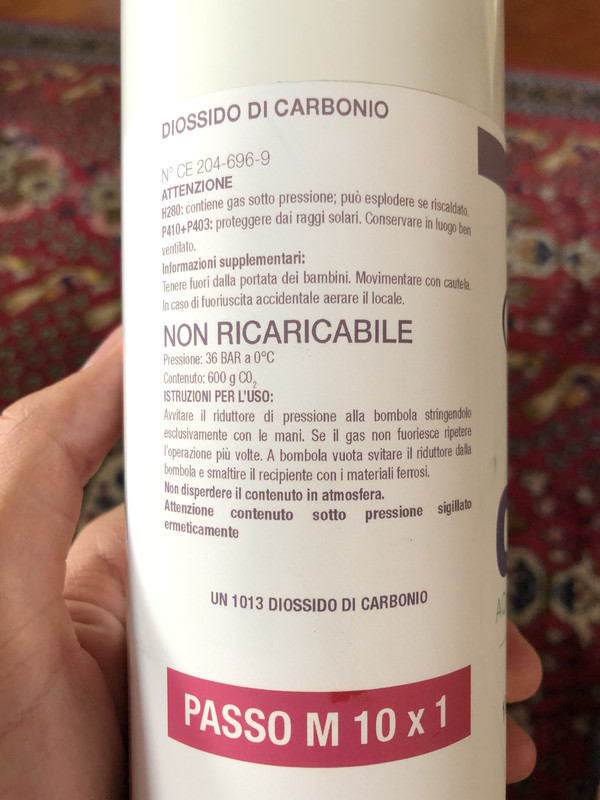 DIOSSIDO DI CARBONIO
N° CE 204-696-9
ATTENZIONE
H280: contiene gas sotto pressione; può esplodere se riscaldato.
P410+P403: proteggere dai raggi solari. Conservare in luogo ben
ventilato.
Informazioni supplementari:
Tenere fuori dalla portata dei bambini. Movimentare con cautela.
In caso di fuoriuscita accidentale aerare il locale.
NON RICARICABILE
Pressione: 36 BAR a 0°C
Contenuto: 600 g CO₂
ISTRUZIONI PER L'USO:
Avvitare il riduttore di pressione alla bombola stringendolo
esclusivamente con le mani. Se il gas non fuoriesce ripetere
l'operazione più volte. A bombola vuota svitare il riduttore dalla
bombola e smaltire il recipiente con i materiali ferrosi.
Non disperdere il contenuto in atmosfera.
Attenzione contenuto sotto pressione sigillato
ermeticamente
UN 1013 DIOSSIDO DI CARBONIO
PASSO M 10 x 1